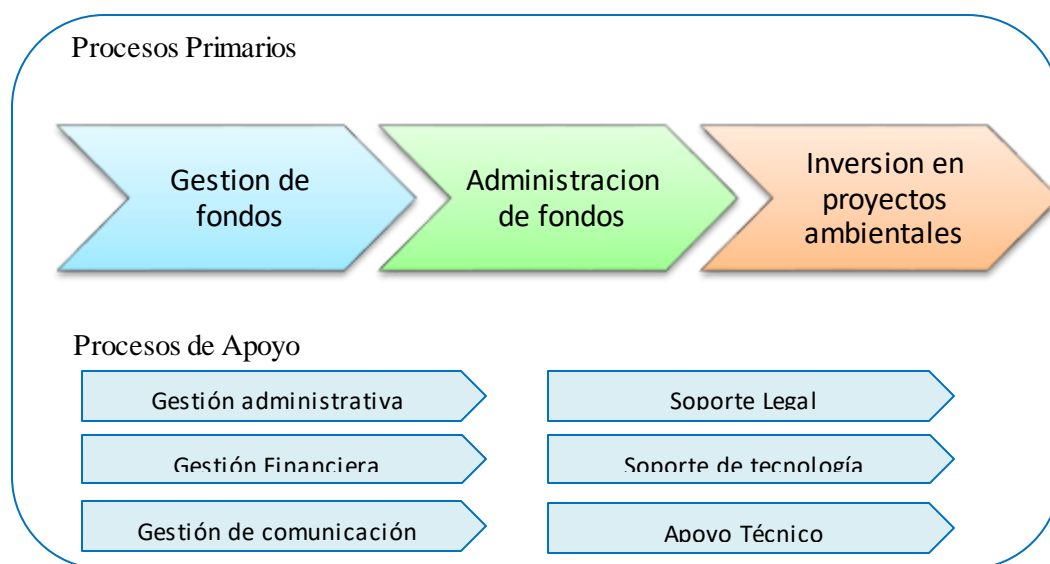 Procesos Primarios
Gestion de
fondos
Administracion
de fondos
Inversion en
proyectos
ambientales
Procesos de Apoyo
Gestión administrativa
Soporte Legal
Gestión Financiera
Soporte de tecnología
Gestión de comunicación
Apoyo Técnico